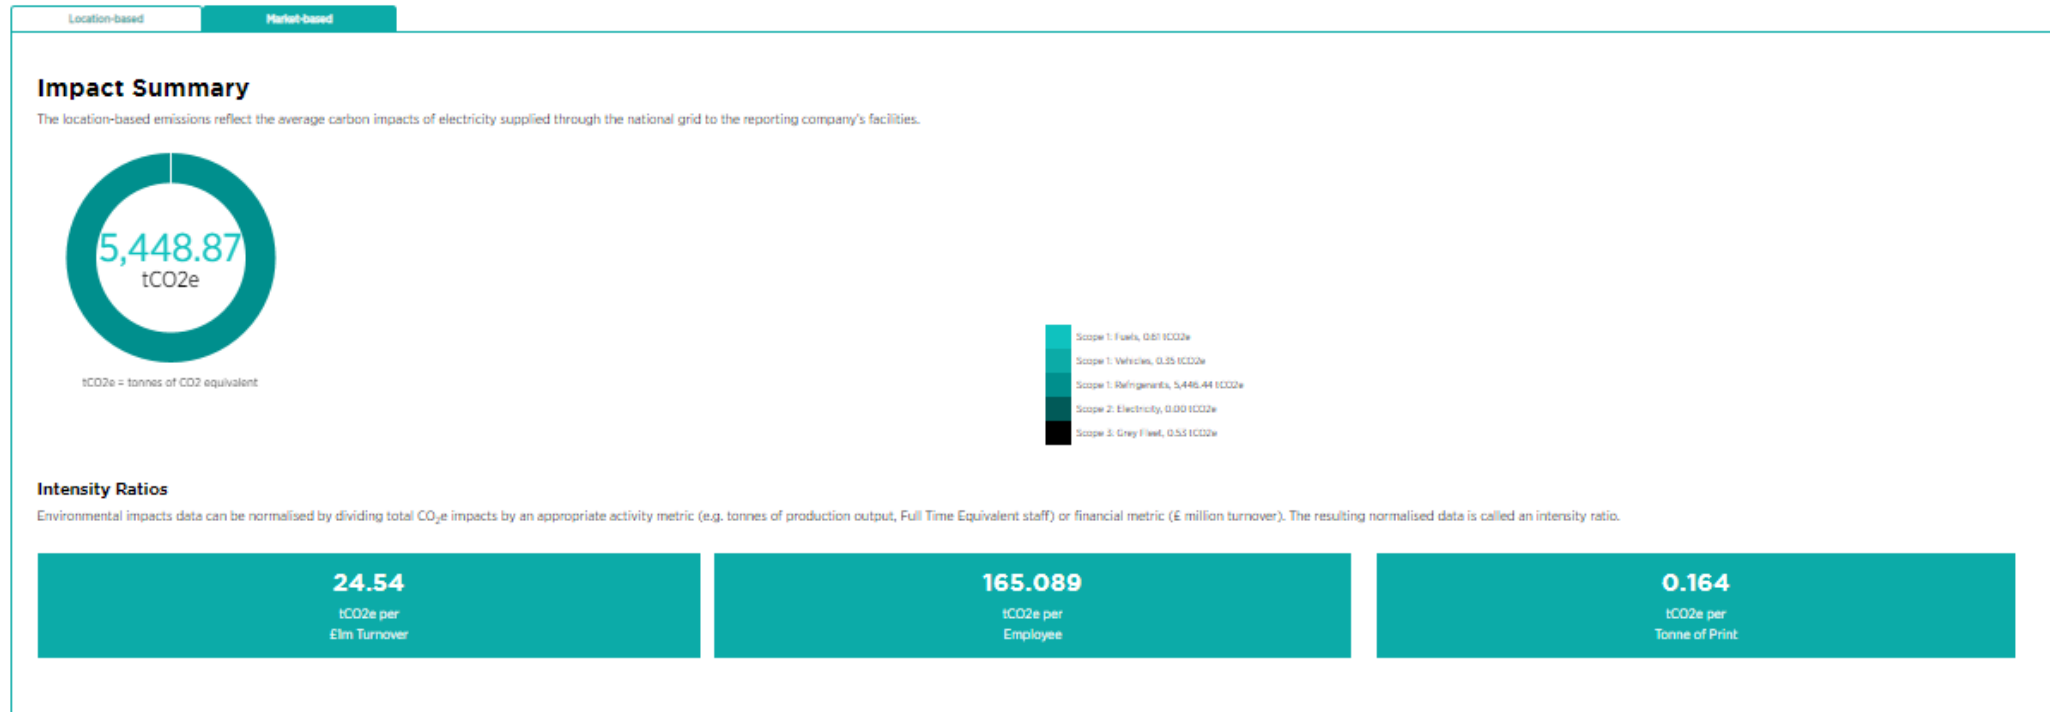 Location-based
Market-based
Impact Summary
The location-based emissions reflect the average carbon impacts of electricity supplied through the national grid to the reporting company's facilities.
5,448.87
tCO2e
tCO2e = tonnes of CO2 equivalent
Scope 1: Fuels, 0.61 tCO2e
Scope 1: Vehicles, 0.35 tCO2e
Scope 1: Refrigerants, 5,446.44 tCO2e
Scope 2: Electricity, 0.00 tCO2e
Scope 3: Grey Fleet, 0.53 tCO2e
Intensity Ratios
Environmental impacts data can be normalised by dividing total CO₂e impacts by an appropriate activity metric (e.g. tonnes of production output, Full Time Equivalent staff) or financial metric (£ million turnover). The resulting normalised data is called an intensity ratio.
24.54
tCO2e per
£1m Turnover
165.089
tCO2e per
Employee
0.164
tCO2e per
Tonne of Print